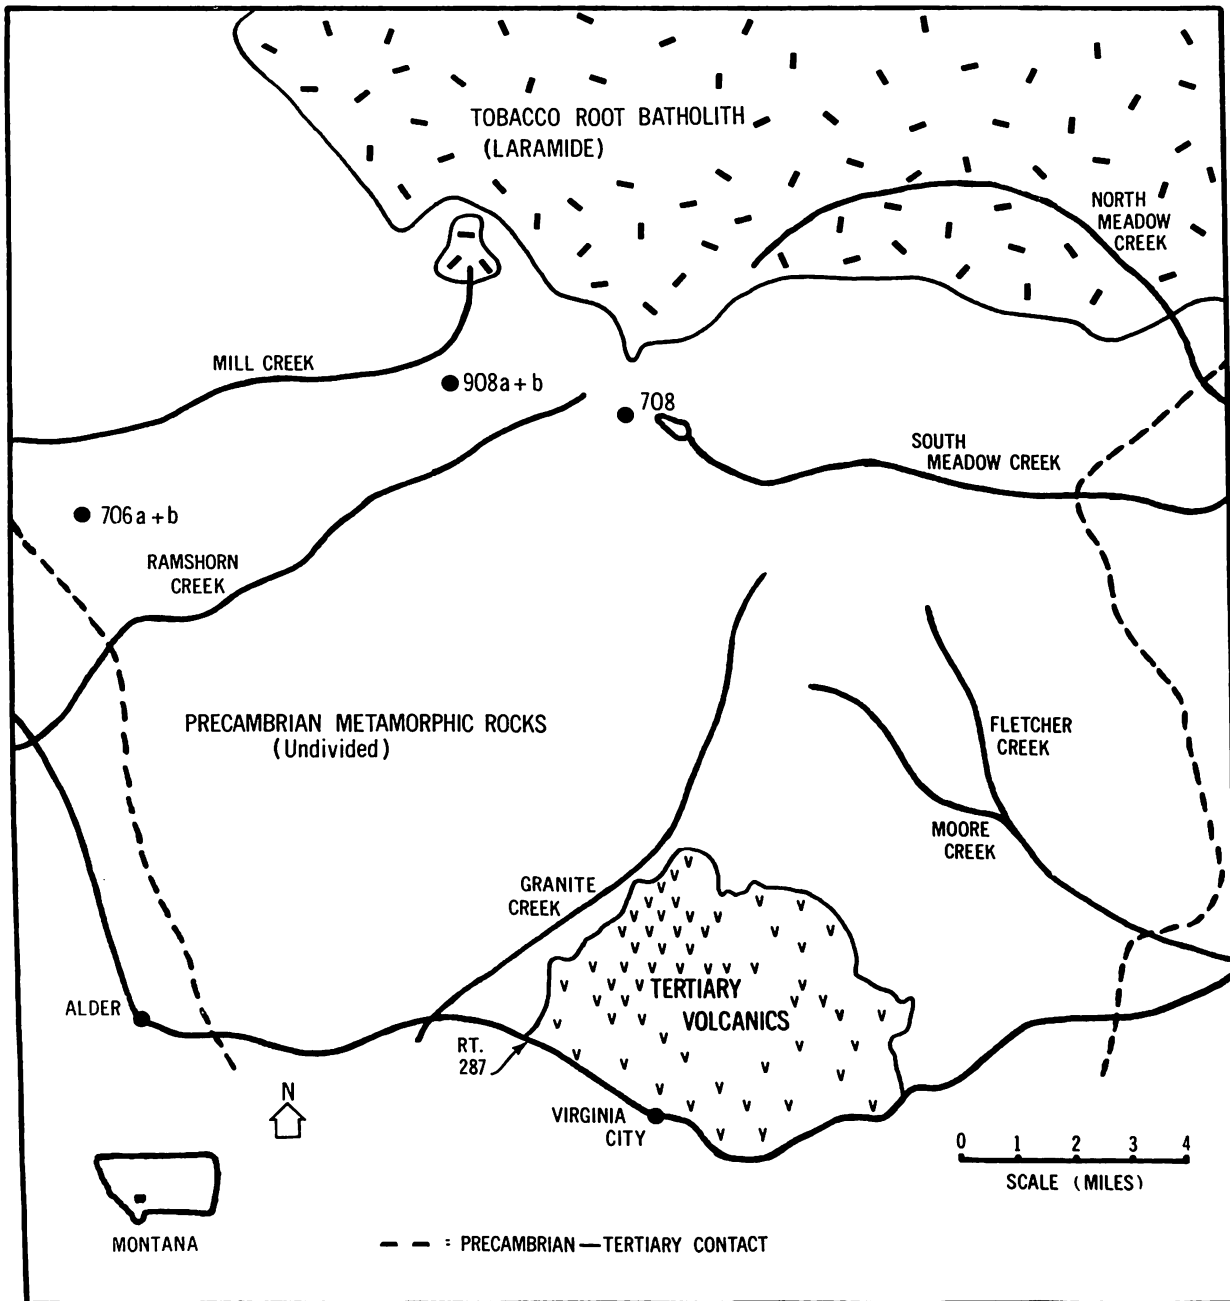 TOBACCO ROOT BATHOLITH
(LARAMIDE)
NORTH
MEADOW
CREEK
MILL CREEK
908a+b
708
SOUTH
MEADOW CREEK
706a+b
RAMSHORN
CREEK
PRECAMBRIAN METAMORPHIC ROCKS
(Undivided)
FLETCHER
CREEK
MOORE
CREEK
GRANITE
CREEK
TERTIARY
VOLCANICS
ALDER
RT.
287
N
VIRGINIA
CITY
0 1 2 3 4
SCALE (MILES)
MONTANA
= PRECAMBRIAN—TERTIARY CONTACT